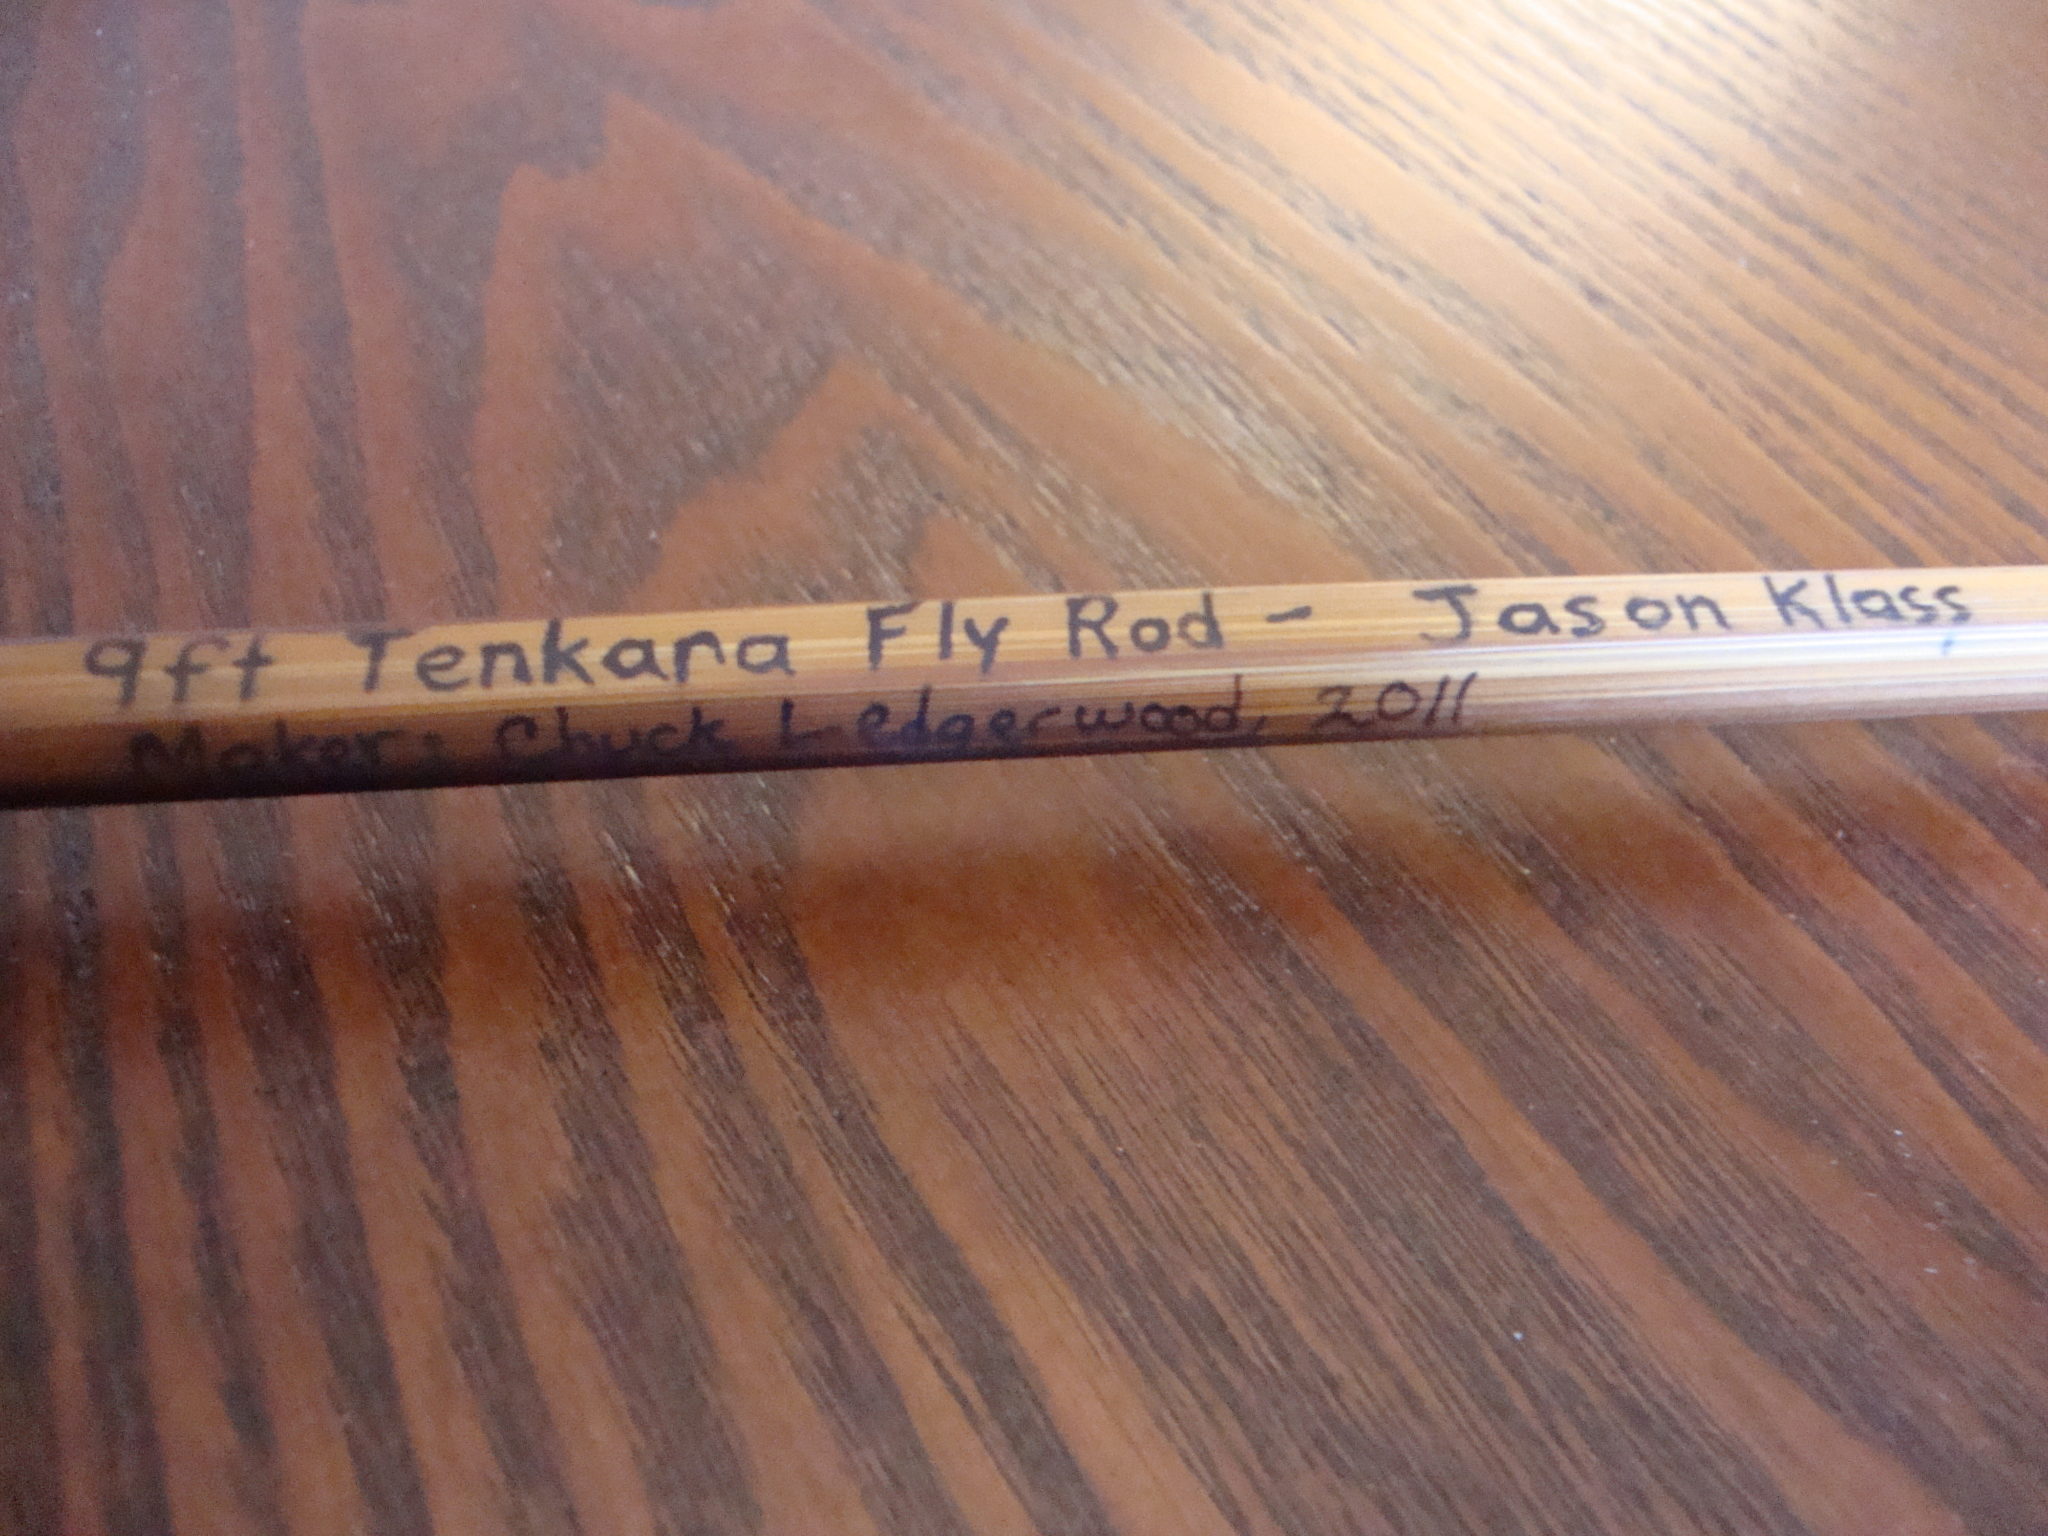 9ft Tenkara Fly Rod - Jason Klass
Maker: Chuck Ledgerwood, 2011